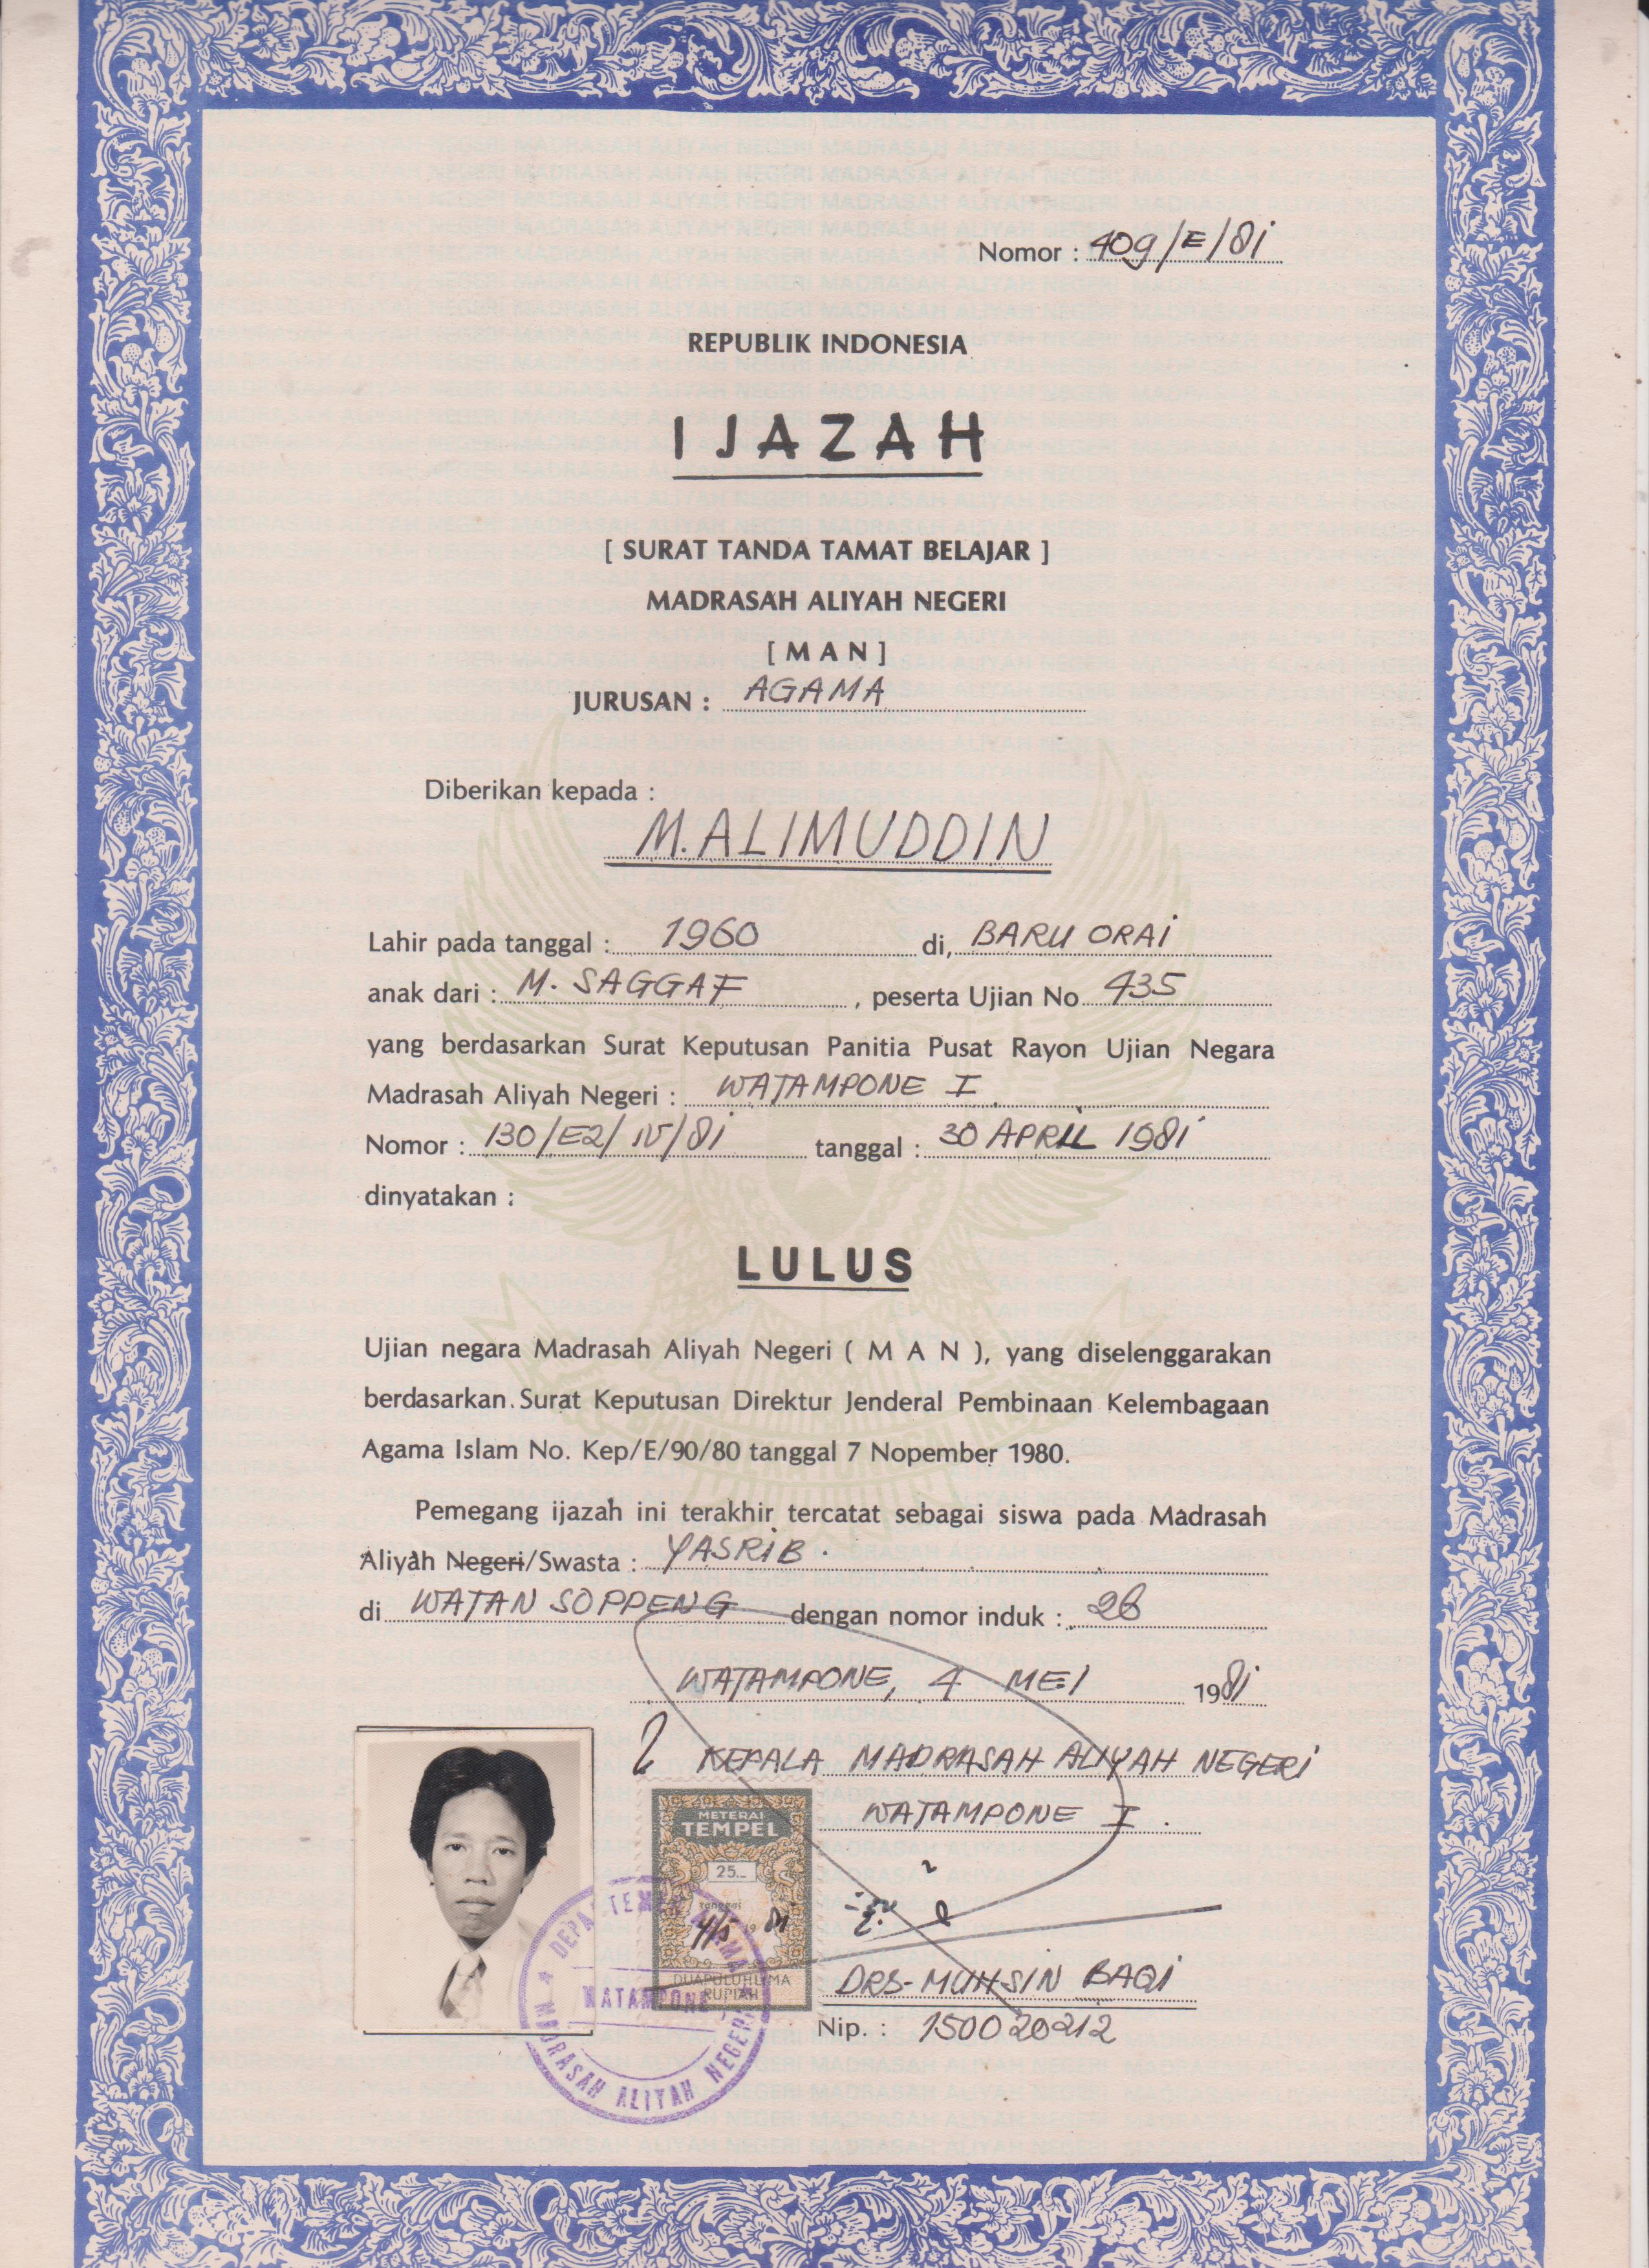 Nomor : 409/E/81
REPUBLIK INDONESIA
IJAZAH
[ SURAT TANDA TAMAT BELAJAR ]
MADRASAH ALIYAH NEGERI
[ M A N ]
JURUSAN : AGAMA
Diberikan kepada :
M. ALIMUDDIN
Lahir pada tanggal : 1960 di, BARU ORAI
anak dari : M. SAGGAF , peserta Ujian No 435
yang berdasarkan Surat Keputusan Panitia Pusat Rayon Ujian Negara
Madrasah Aliyah Negeri : WATAMPONE I
Nomor : 130/E2/IV/81 tanggal : 30 APRIL 1981
dinyatakan :
LULUS
Ujian negara Madrasah Aliyah Negeri ( M A N ), yang diselenggarakan
berdasarkan Surat Keputusan Direktur Jenderal Pembinaan Kelembagaan
Agama Islam No. Kep/E/90/80 tanggal 7 Nopember 1980.
Pemegang ijazah ini terakhir tercatat sebagai siswa pada Madrasah
Aliyah Negeri/Swasta : YASRIB.
di WATAN SOPPENG dengan nomor induk : 26
WATAMPONE, 4 MEI 1981
KEPALA MADRASAH ALIYAH NEGERI
WATAMPONE I.
METERAI
TEMPEL
25
Tanggal
4/5 19 81
DUAPULUHLIMA
RUPIAH
DEPARTEMEN AGAMA
WATAMPONE
MADRASAH ALIYAH NEGERI
DRS. MUHSIN BAQI
Nip. : 150020212